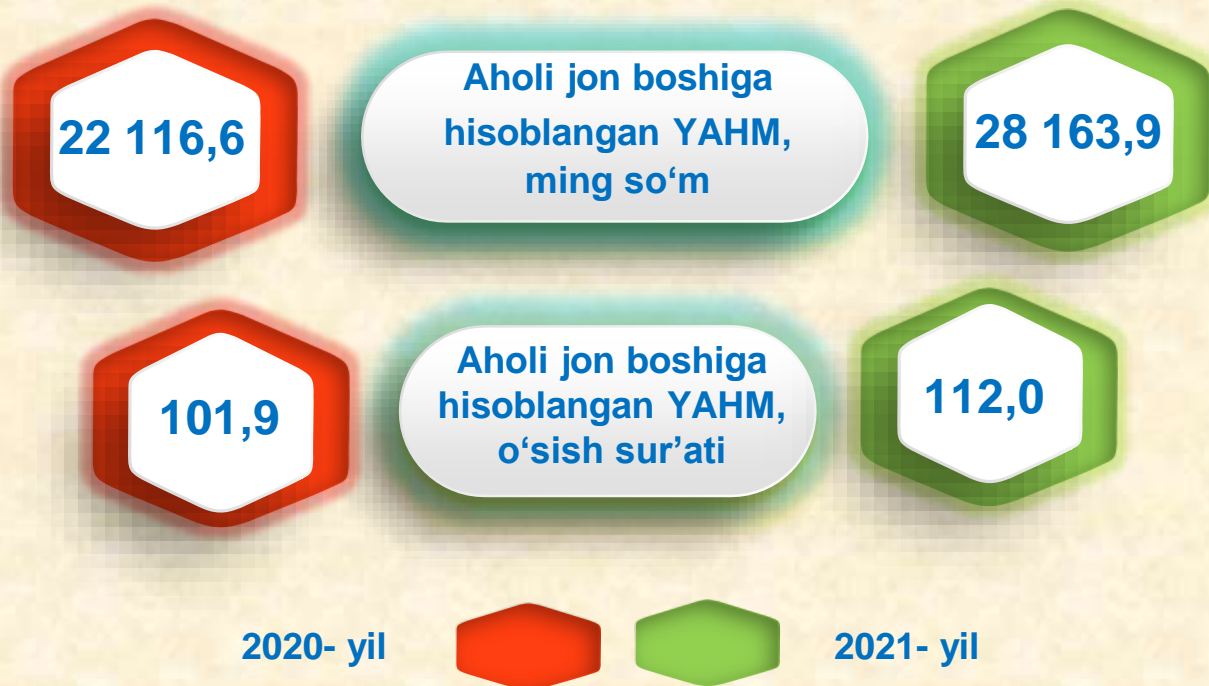 22 116,6
Aholi jon boshiga
hisoblangan YAHM,
ming so‘m
28 163,9
101,9
Aholi jon boshiga
hisoblangan YAHM,
o‘sish sur’ati
112,0
2020- yil
2021- yil